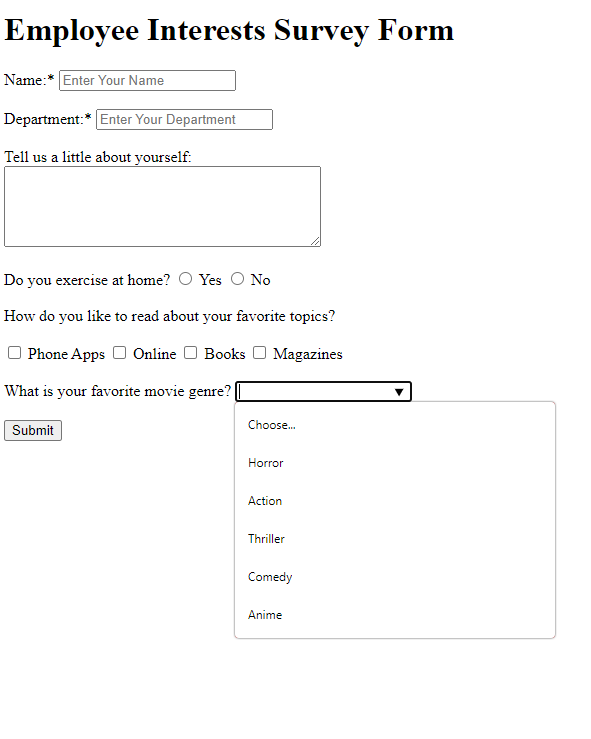 Employee Interests Survey Form
Name:* Enter Your Name
Department:* Enter Your Department
Tell us a little about yourself:
Do you exercise at home? Yes No
How do you like to read about your favorite topics?
Phone Apps Online Books Magazines
What is your favorite movie genre?
Submit
Choose...
Horror
Action
Thriller
Comedy
Anime